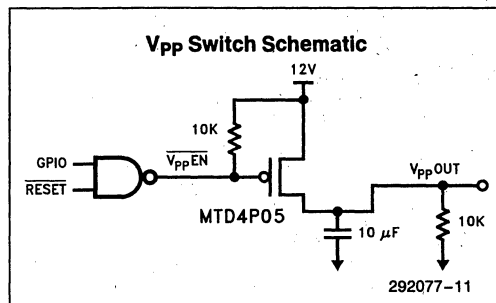 VPP Switch Schematic
12V
10K
GPIO
VPPEN
VPPOUT
RESET
MTD4P05
10 μF
10K
292077-11